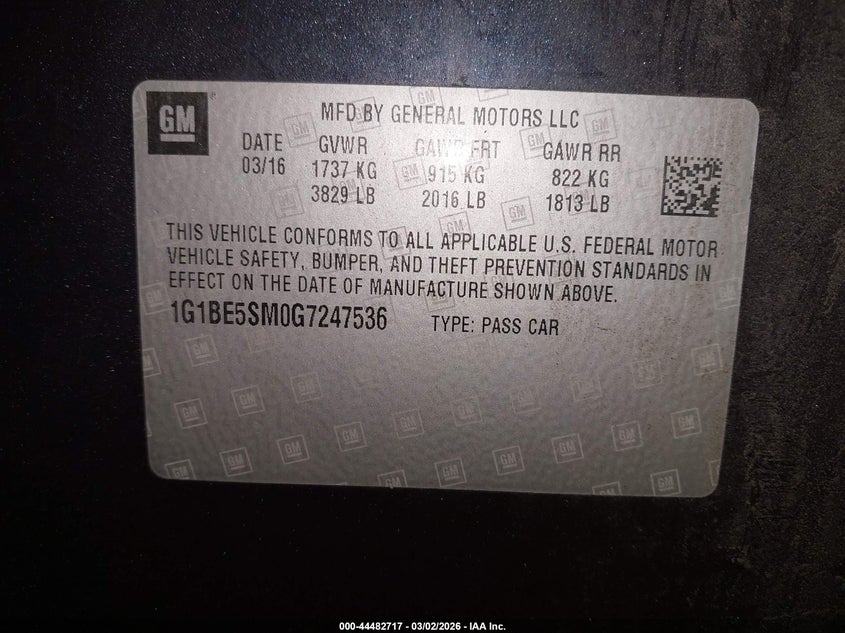 GM
MFD BY GENERAL MOTORS LLC
DATE GVWR GAWR FRT GAWR RR
03/16 1737 KG 915 KG 822 KG
3829 LB 2016 LB 1813 LB
THIS VEHICLE CONFORMS TO ALL APPLICABLE U.S. FEDERAL MOTOR
VEHICLE SAFETY, BUMPER, AND THEFT PREVENTION STANDARDS IN
EFFECT ON THE DATE OF MANUFACTURE SHOWN ABOVE.
1G1BE5SM0G7247536 TYPE: PASS CAR
000-44482717 - 03/02/2026 - IAA Inc.